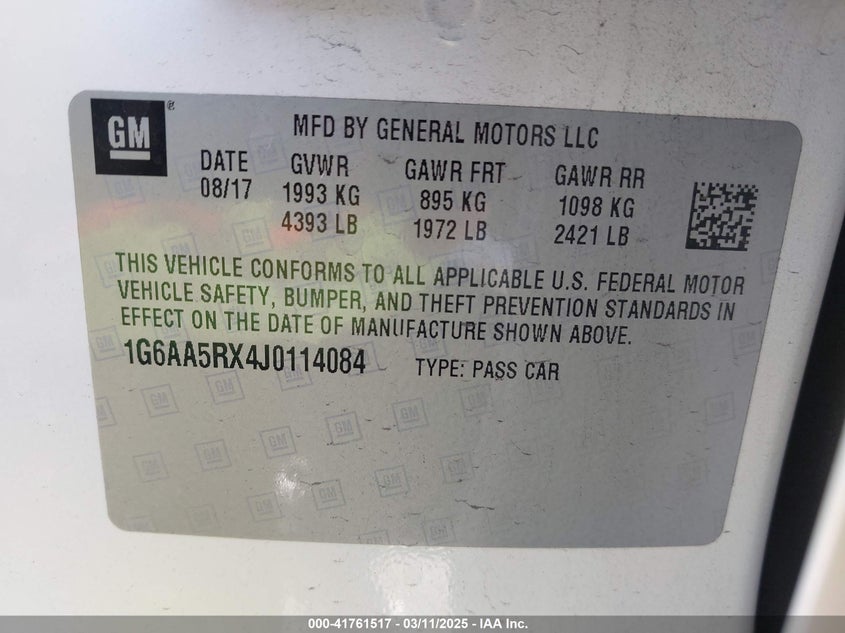 GM ®
MFD BY GENERAL MOTORS LLC
DATE GVWR GAWR FRT GAWR RR
08/17 1993 KG 895 KG 1098 KG
4393 LB 1972 LB 2421 LB
THIS VEHICLE CONFORMS TO ALL APPLICABLE U.S. FEDERAL MOTOR
VEHICLE SAFETY, BUMPER, AND THEFT PREVENTION STANDARDS IN
EFFECT ON THE DATE OF MANUFACTURE SHOWN ABOVE.
1G6AA5RX4J0114084 TYPE: PASS CAR
000-41761517 - 03/11/2025 - IAA Inc.